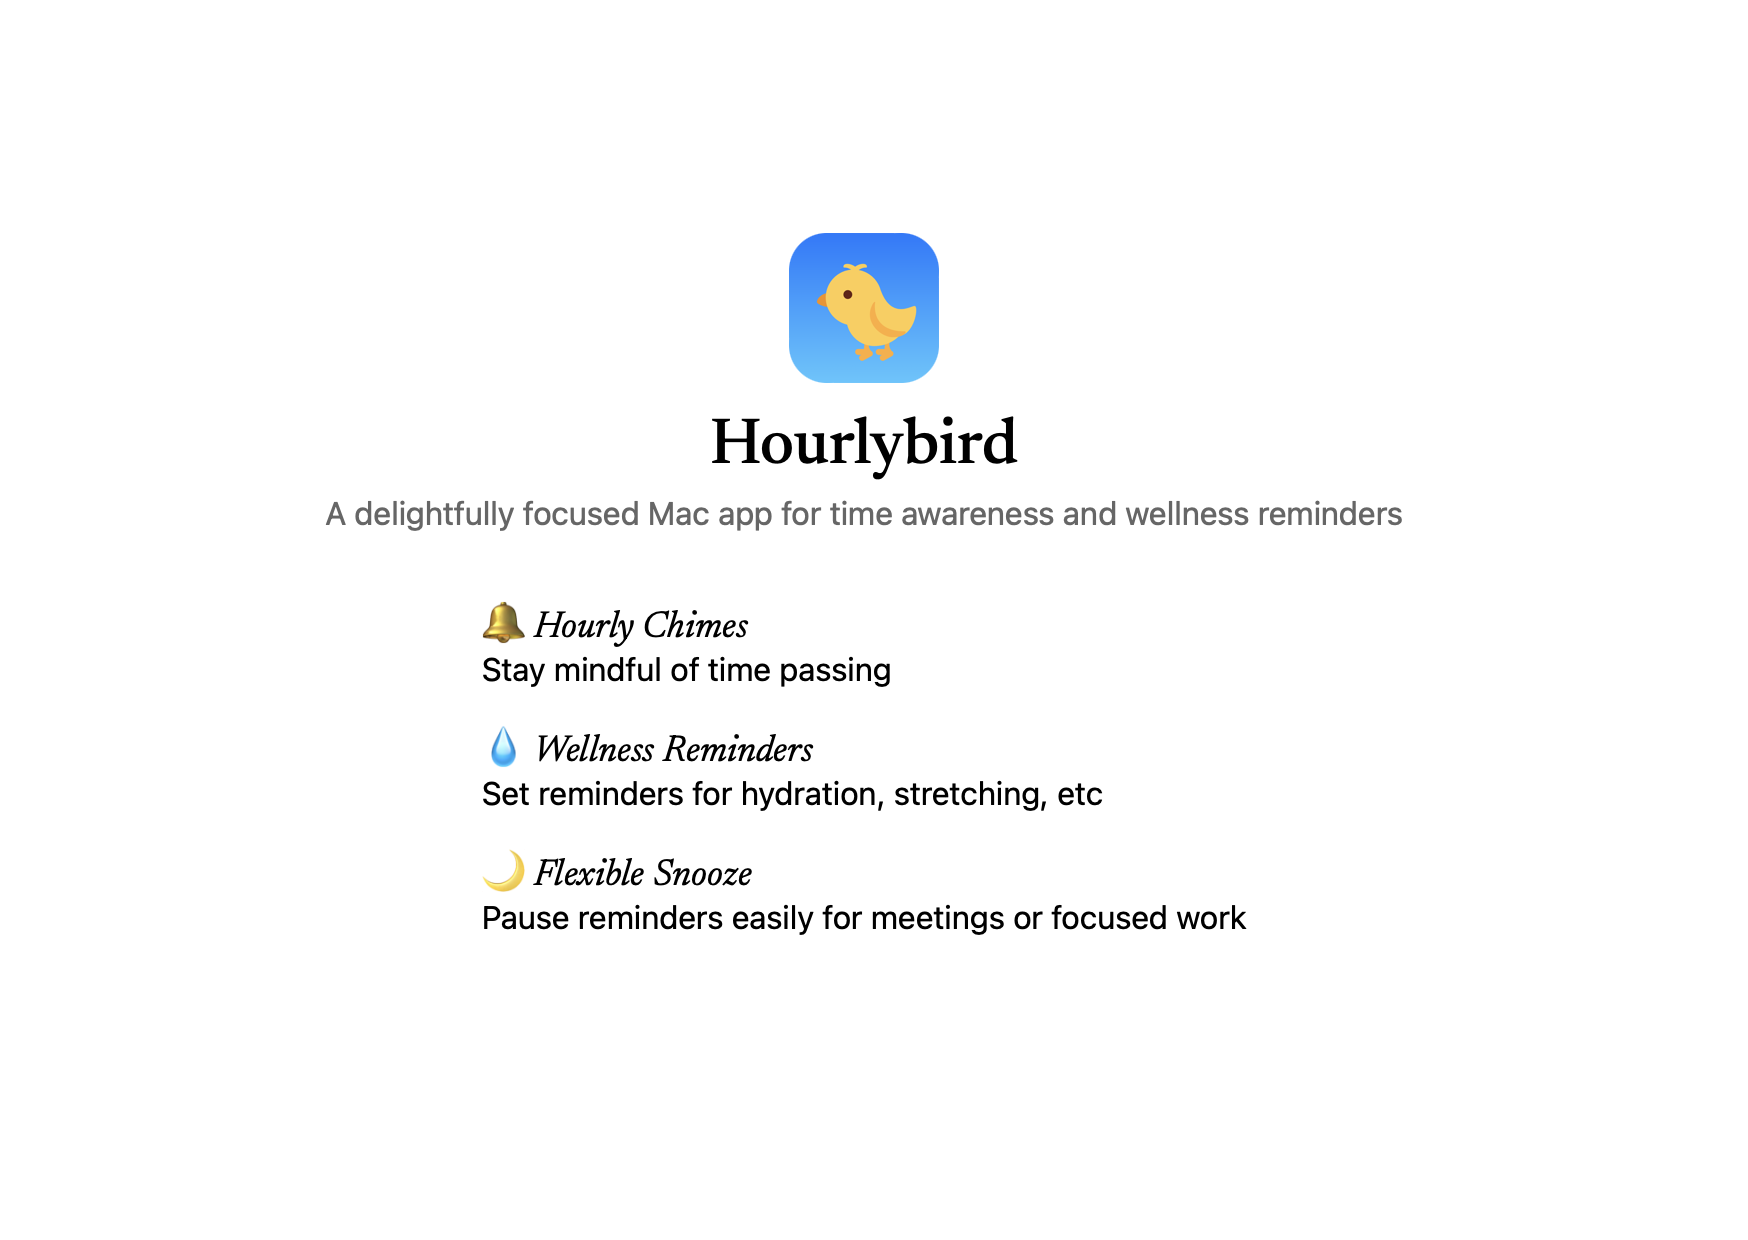 Hourlybird
A delightfully focused Mac app for time awareness and wellness reminders
🔔 Hourly Chimes
Stay mindful of time passing
💧 Wellness Reminders
Set reminders for hydration, stretching, etc
🌙 Flexible Snooze
Pause reminders easily for meetings or focused work